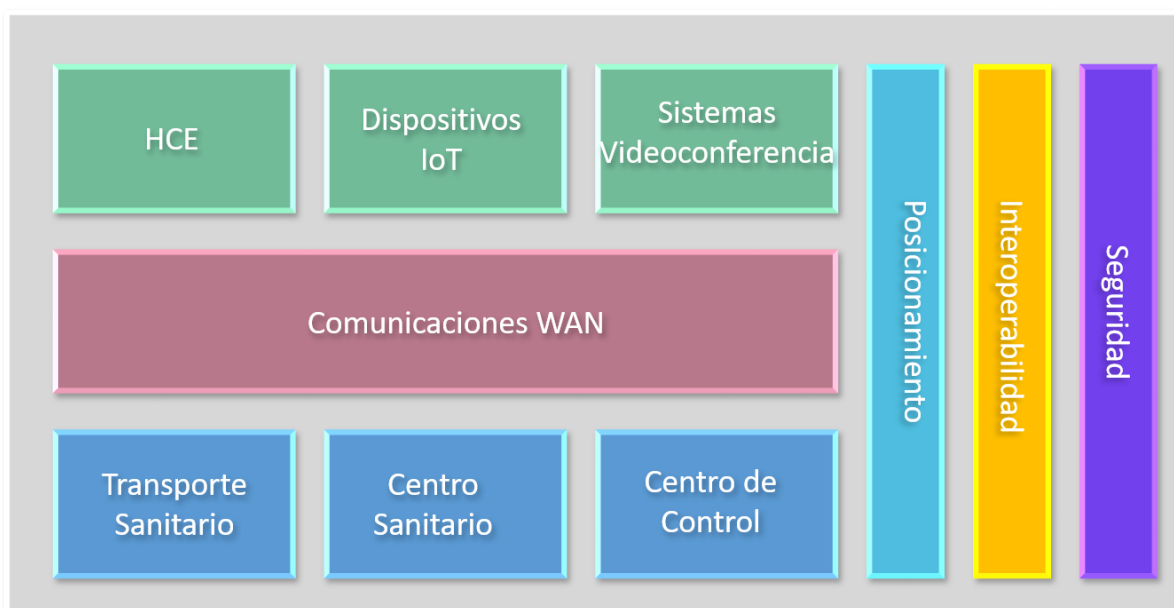 HCE
Dispositivos
IoT
Sistemas
Videoconferencia
Comunicaciones WAN
Transporte
Sanitario
Centro
Sanitario
Centro de
Control
Posicionamiento
Interoperabilidad
Seguridad